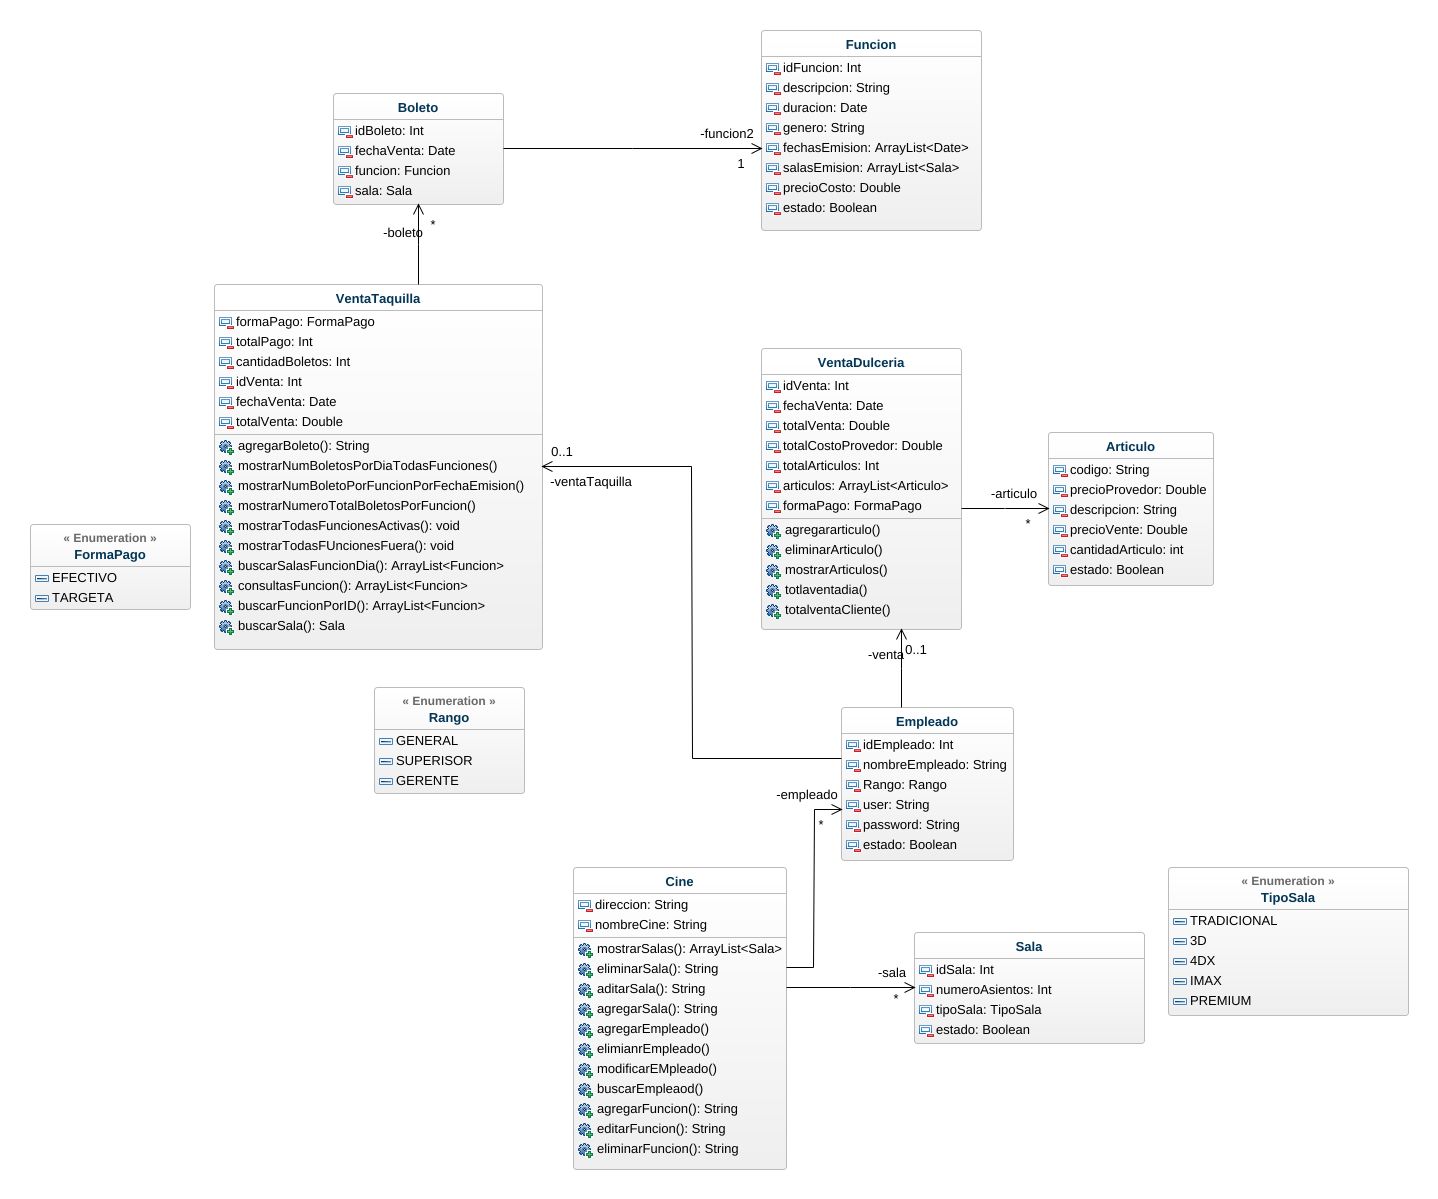 Funcion
idFuncion: Int
descripcion: String
duracion: Date
genero: String
fechasEmision: ArrayList<Date>
salasEmision: ArrayList<Sala>
precioCosto: Double
estado: Boolean
Boleto
idBoleto: Int
fechaVenta: Date
funcion: Funcion
sala: Sala
-funcion2
1
*
-boleto
VentaTaquilla
formaPago: FormaPago
totalPago: Int
cantidadBoletos: Int
idVenta: Int
fechaVenta: Date
totalVenta: Double
agregarBoleto(): String
mostrarNumBoletosPorDiaTodasFunciones()
mostrarNumBoletoPorFuncionPorFechaEmision()
mostrarNumeroTotalBoletosPorFuncion()
mostrarTodasFuncionesActivas(): void
mostrarTodasFUncionesFuera(): void
buscarSalasFuncionDia(): ArrayList<Funcion>
consultasFuncion(): ArrayList<Funcion>
buscarFuncionPorID(): ArrayList<Funcion>
buscarSala(): Sala
0..1
-ventaTaquilla
VentaDulceria
idVenta: Int
fechaVenta: Date
totalVenta: Double
totalCostoProvedor: Double
totalArticulos: Int
articulos: ArrayList<Articulo>
formaPago: FormaPago
agregararticulo()
eliminarArticulo()
mostrarArticulos()
totlaventadia()
totalventaCliente()
-articulo
*
Articulo
codigo: String
precioProvedor: Double
descripcion: String
precioVente: Double
cantidadArticulo: int
estado: Boolean
« Enumeration »
FormaPago
EFECTIVO
TARGETA
-venta
0..1
« Enumeration »
Rango
GENERAL
SUPERISOR
GERENTE
Empleado
idEmpleado: Int
nombreEmpleado: String
Rango: Rango
user: String
password: String
estado: Boolean
-empleado
*
Cine
direccion: String
nombreCine: String
mostrarSalas(): ArrayList<Sala>
eliminarSala(): String
aditarSala(): String
agregarSala(): String
agregarEmpleado()
elimianrEmpleado()
modificarEMpleado()
buscarEmpleaod()
agregarFuncion(): String
editarFuncion(): String
eliminarFuncion(): String
-sala
*
Sala
idSala: Int
numeroAsientos: Int
tipoSala: TipoSala
estado: Boolean
« Enumeration »
TipoSala
TRADICIONAL
3D
4DX
IMAX
PREMIUM